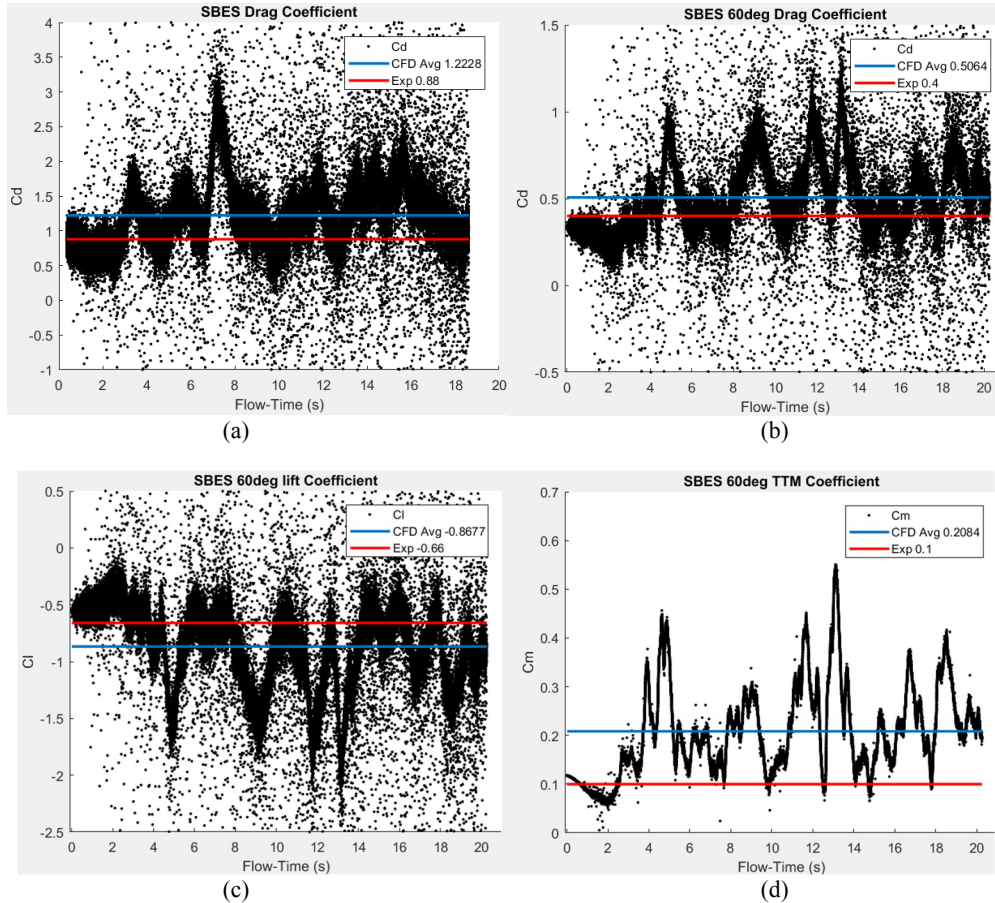 SBES Drag Coefficient
4
3.5
3
2.5
2
1.5
1
0.5
0
-0.5
-1
Cd
Cd
CFD Avg 1.2228
Exp 0.88
0 2 4 6 8 10 12 14 16 18 20
Flow-Time (s)
(a)
SBES 60deg Drag Coefficient
1.5
1
0.5
0
-0.5
Cd
Cd
CFD Avg 0.5064
Exp 0.4
0 2 4 6 8 10 12 14 16 18 20
Flow-Time (s)
(b)
SBES 60deg lift Coefficient
0.5
0
-0.5
-1
-1.5
-2
-2.5
Cl
Cl
CFD Avg -0.8677
Exp -0.66
0 2 4 6 8 10 12 14 16 18 20
Flow-Time (s)
(c)
SBES 60deg TTM Coefficient
0.7
0.6
0.5
0.4
0.3
0.2
0.1
0
Cm
Cm
CFD Avg 0.2084
Exp 0.1
0 2 4 6 8 10 12 14 16 18 20
Flow-Time (s)
(d)